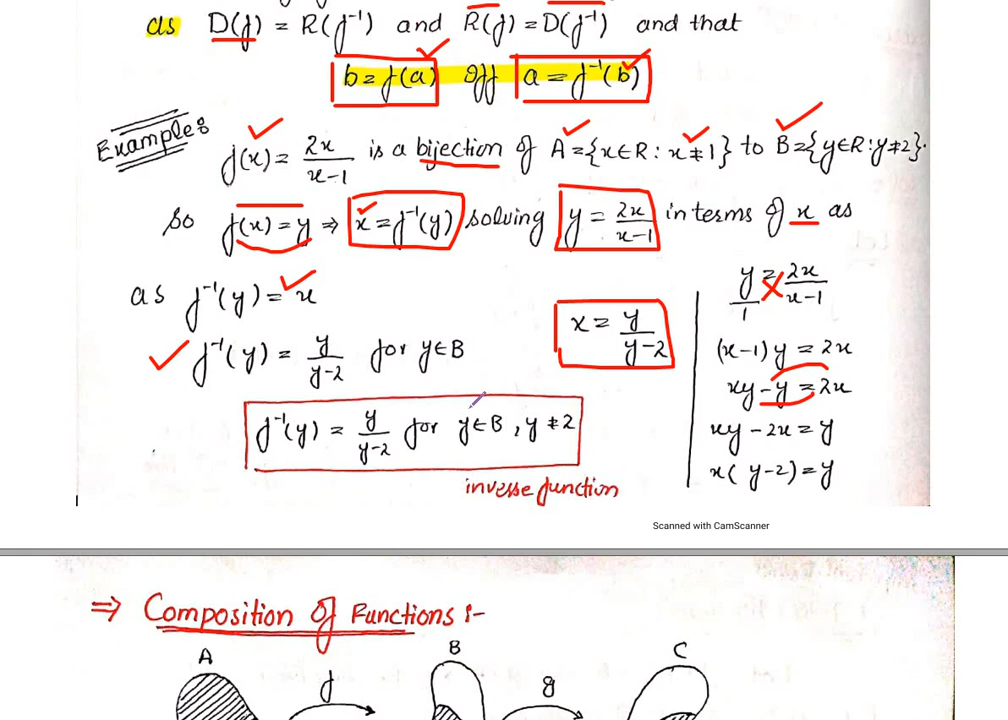 as D(f) = R(f⁻¹) and R(f) = D(f⁻¹) and that
b = f(a) iff a = f⁻¹(b)
Example:
f(x) = 2x/x-1 is a bijection of A = {x∈R : x≠1} to B = {y∈R : y≠2}.
So f(x) = y ⇒ x = f⁻¹(y) solving y = 2x/x-1 in terms of x as
as f⁻¹(y) = x
f⁻¹(y) = y/y-2 for y∈B
x = y/y-2
f⁻¹(y) = y/y-2 for y∈B, y≠2
inverse function
y/1 = 2x/x-1
(x-1)y = 2x
xy - y = 2x
xy - 2x = y
x(y-2) = y
Scanned with CamScanner
⇒ Composition of Functions :-
A f B g C